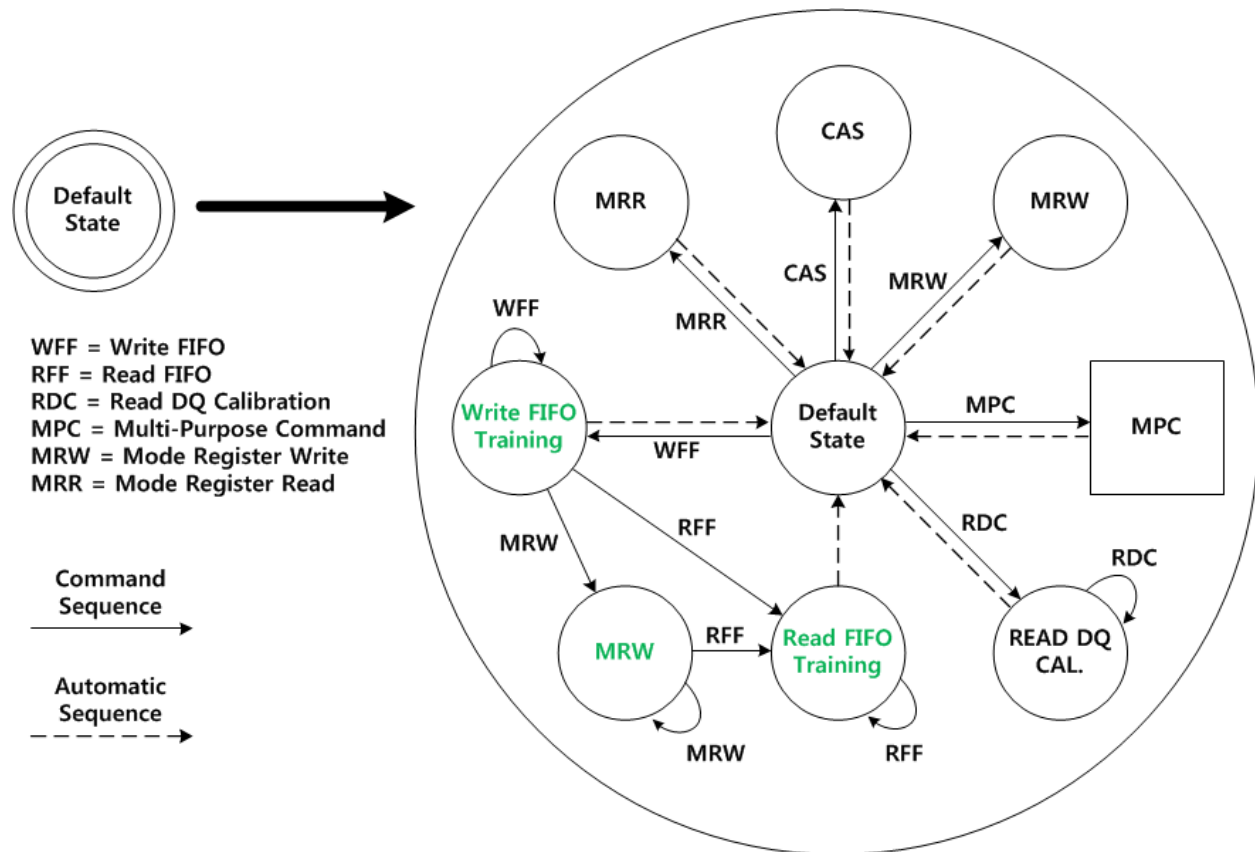 Default
State
WFF = Write FIFO
RFF = Read FIFO
RDC = Read DQ Calibration
MPC = Multi-Purpose Command
MRW = Mode Register Write
MRR = Mode Register Read
Command
Sequence
Automatic
Sequence
CAS
MRR
MRW
CAS
MRW
MRR
WFF
Write FIFO
Training
WFF
Default
State
MPC
MPC
RFF
RDC
MRW
RDC
MRW
RFF
Read FIFO
Training
READ DQ
CAL.
MRW
RFF